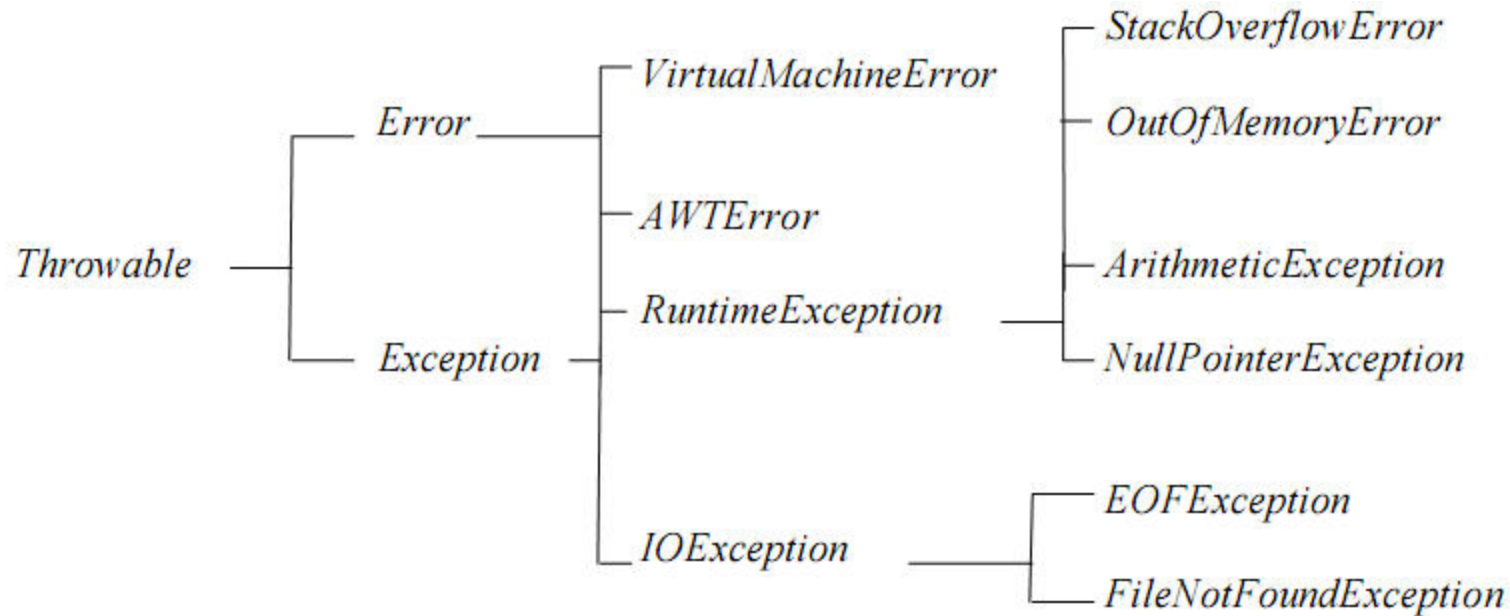 Throwable
Error
Exception
VirtualMachineError
AWTError
RuntimeException
IOException
StackOverflowError
OutOfMemoryError
ArithmeticException
NullPointerException
EOFException
FileNotFoundException